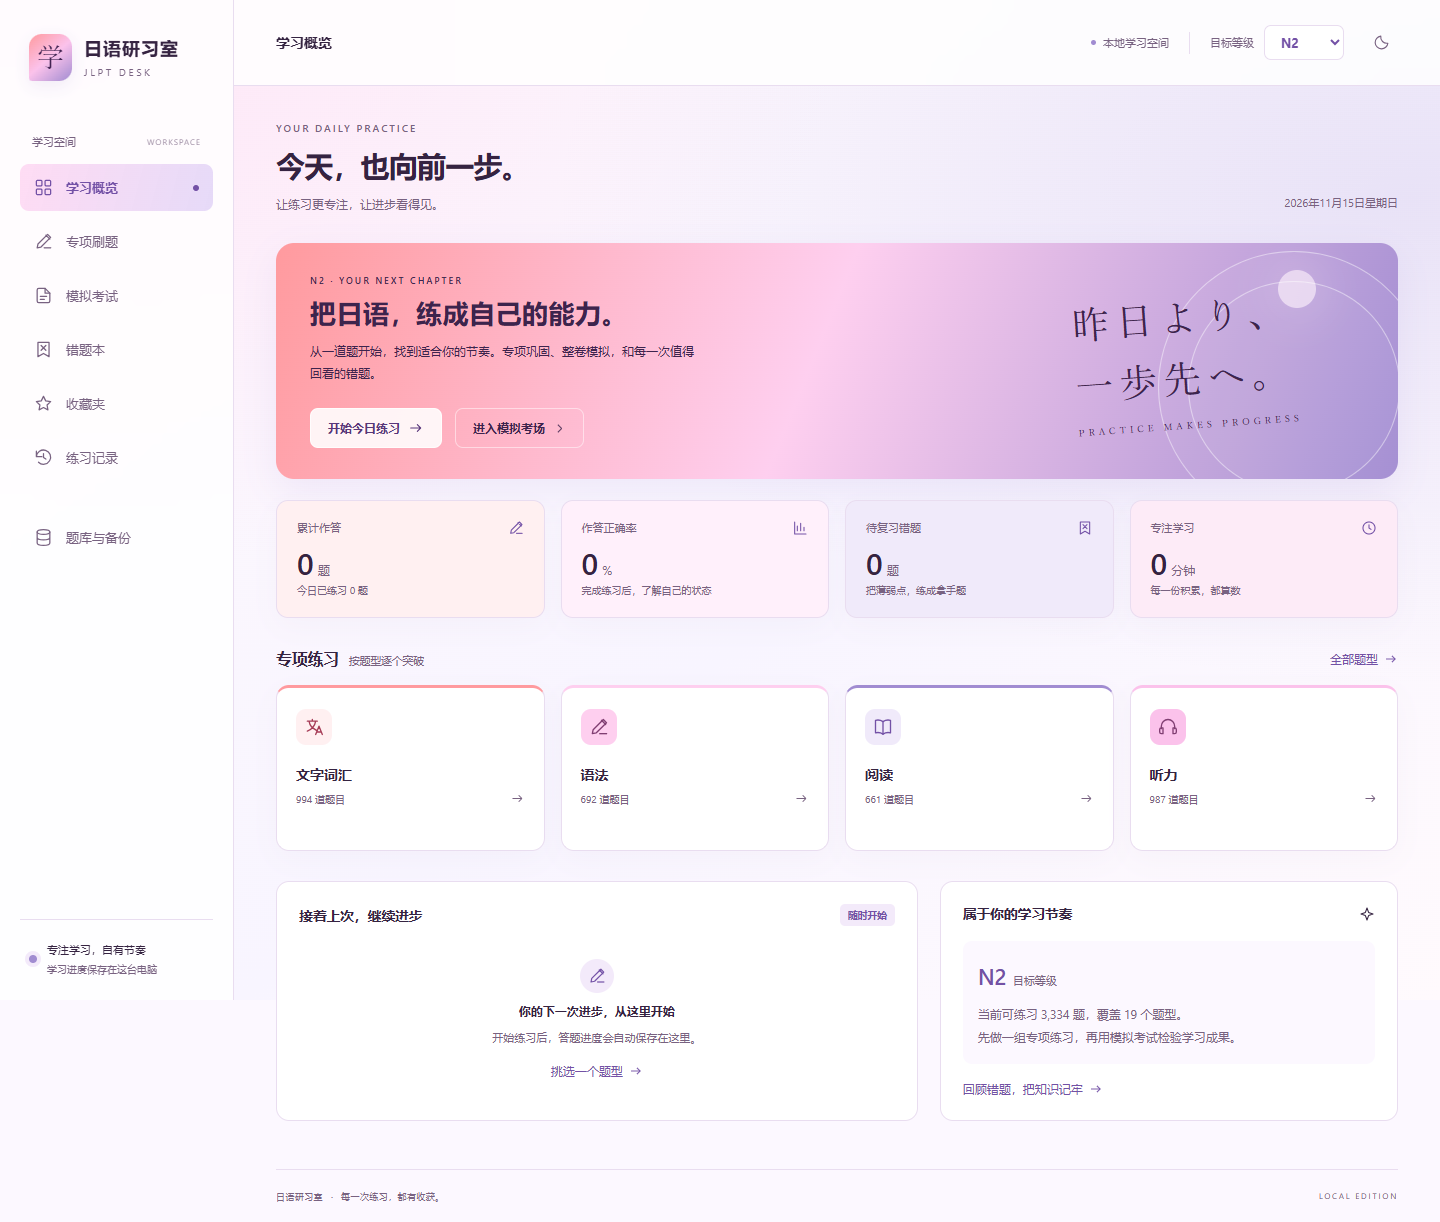 学 日语研习室
JLPT DESK
学习空间 WORKSPACE
学习概览
专项刷题
模拟考试
错题本
收藏夹
练习记录
题库与备份
专注学习，自有节奏
学习进度保存在这台电脑
学习概览
本地学习空间 目标等级 N2
YOUR DAILY PRACTICE
今天，也向前一步。
让练习更专注，让进步看得见。
2026年11月15日星期日
N2 · YOUR NEXT CHAPTER
把日语，练成自己的能力。
从一道题开始，找到适合你的节奏。专项巩固、整卷模拟，和每一次值得
回看的错题。
开始今日练习
进入模拟考场
昨日より、
一歩先へ。
PRACTICE MAKES PROGRESS
累计作答
0 题
今日已练习 0 题
作答正确率
0 %
完成练习后，了解自己的状态
待复习错题
0 题
把薄弱点，练成拿手题
专注学习
0 分钟
每一份积累，都算数
专项练习 按题型逐个突破
全部题型
文字词汇
994 道题目
语法
692 道题目
阅读
661 道题目
听力
987 道题目
接着上次，继续进步
随时开始
你的下一次进步，从这里开始
开始练习后，答题进度会自动保存在这里。
挑选一个题型
属于你的学习节奏
N2 目标等级
当前可练习 3,334 题，覆盖 19 个题型。
先做一组专项练习，再用模拟考试检验学习成果。
回顾错题，把知识记牢
日语研习室 · 每一次练习，都有收获。
LOCAL EDITION